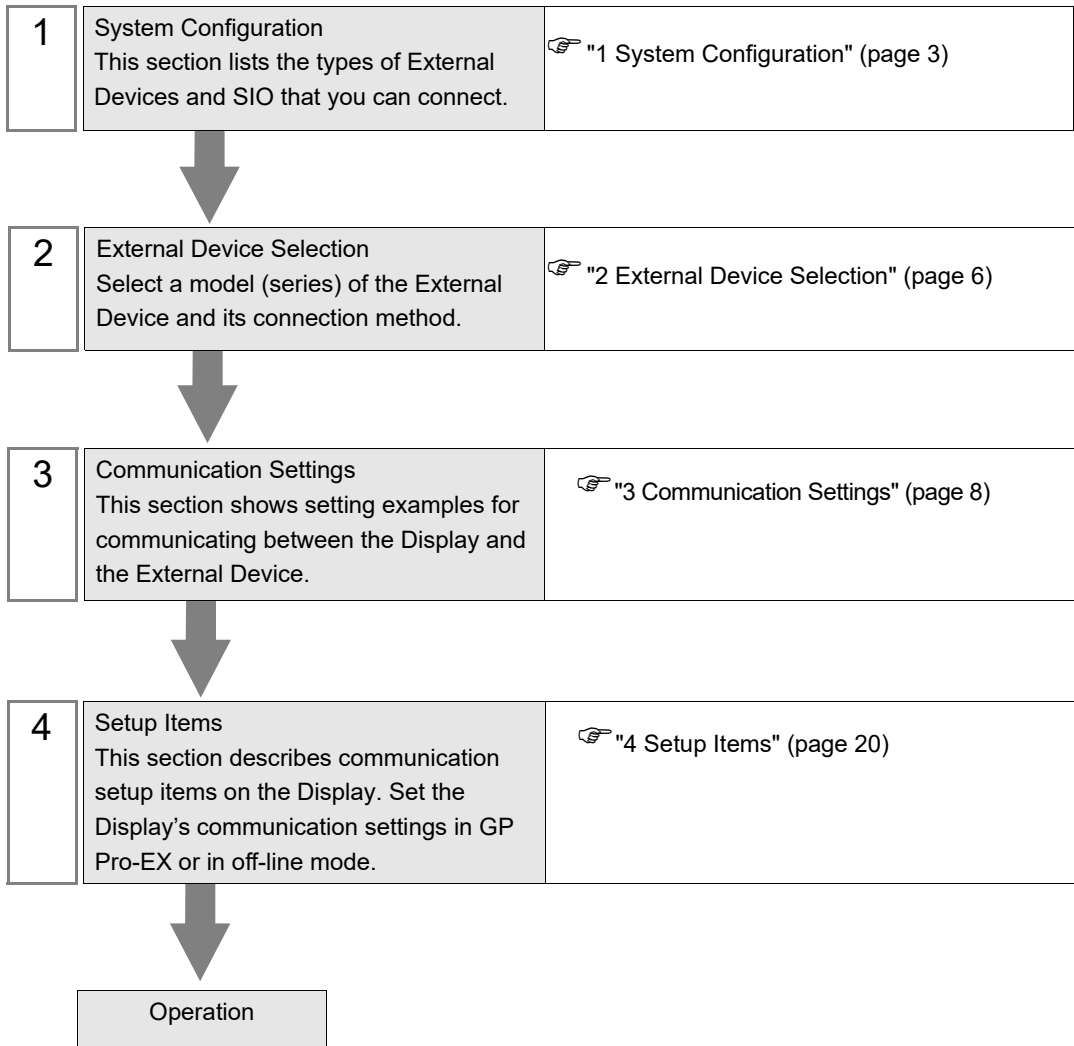 1
System Configuration
This section lists the types of External
Devices and SIO that you can connect.
"1 System Configuration" (page 3)
2
External Device Selection
Select a model (series) of the External
Device and its connection method.
"2 External Device Selection" (page 6)
3
Communication Settings
This section shows setting examples for
communicating between the Display and
the External Device.
"3 Communication Settings" (page 8)
4
Setup Items
This section describes communication
setup items on the Display. Set the
Display’s communication settings in GP
Pro-EX or in off-line mode.
"4 Setup Items" (page 20)
Operation